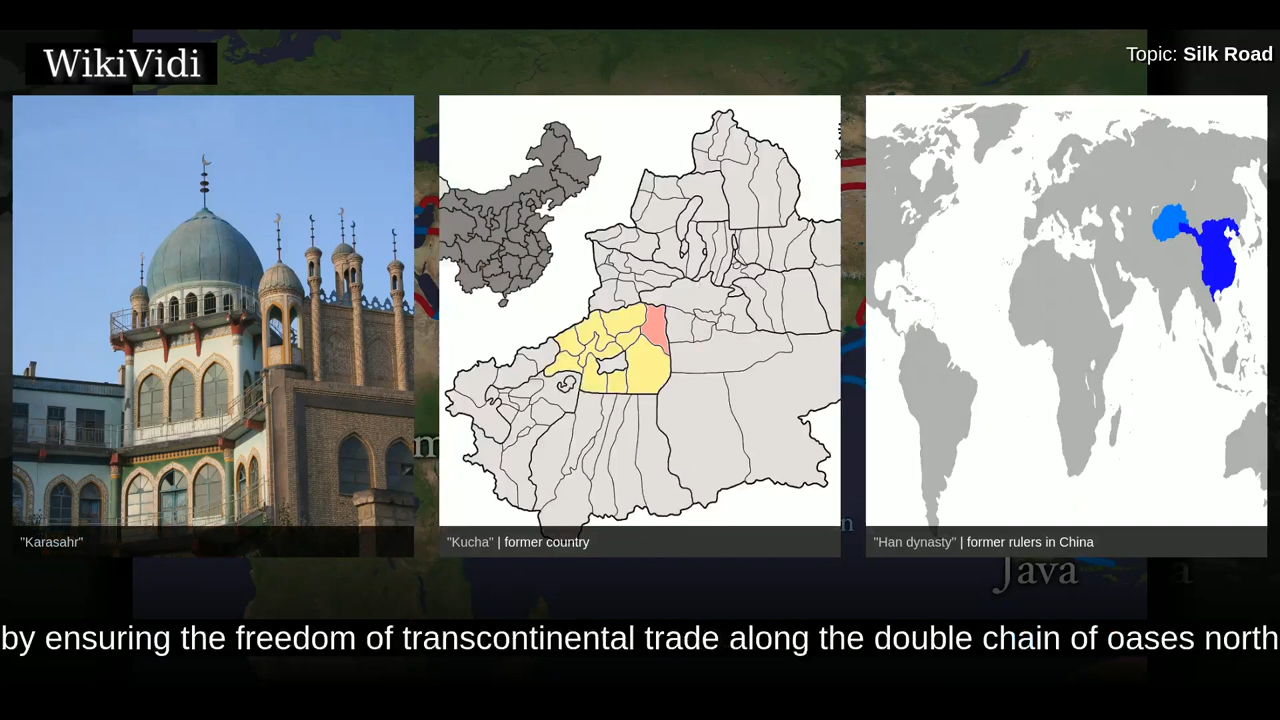 WikiVidi
Topic: Silk Road
"Karasahr"
"Kucha" | former country
"Han dynasty" | former rulers in China
Java
by ensuring the freedom of transcontinental trade along the double chain of oases north